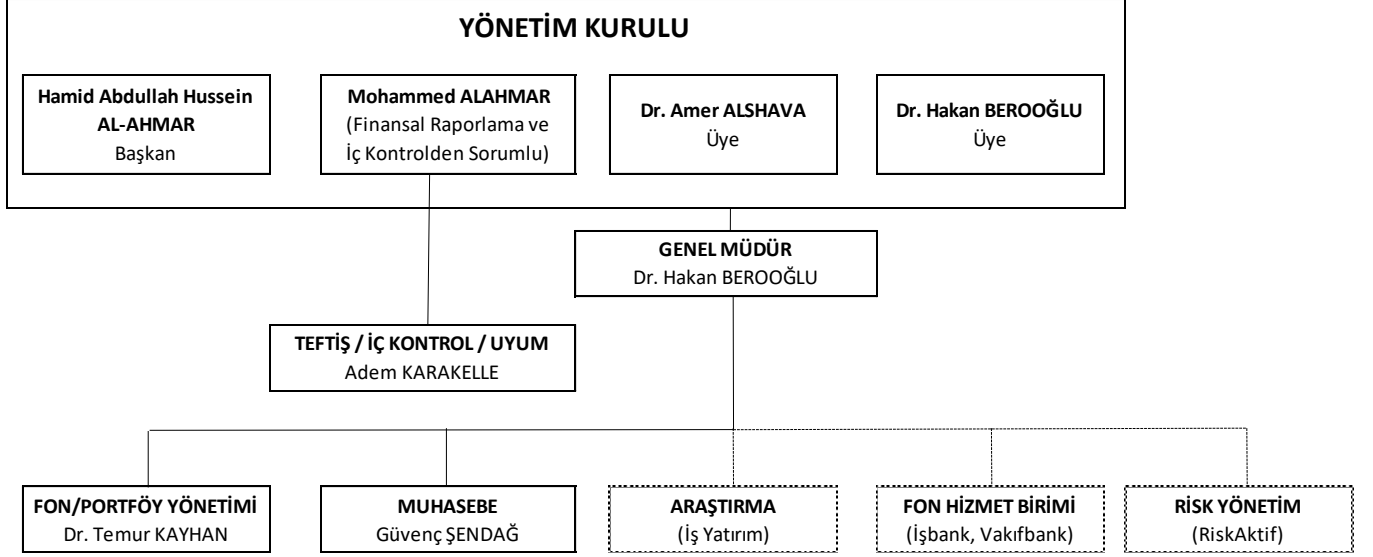 YÖNETİM KURULU
Hamid Abdullah Hussein
AL-AHMAR
Başkan
Mohammed ALAHMAR
(Finansal Raporlama ve
İç Kontrolden Sorumlu)
Dr. Amer ALSHAVA
Üye
Dr. Hakan BEROOĞLU
Üye
GENEL MÜDÜR
Dr. Hakan BEROOĞLU
TEFTİŞ / İÇ KONTROL / UYUM
Adem KARAKELLE
FON/PORTFÖY YÖNETİMİ
Dr. Temur KAYHAN
MUHASEBE
Güvenç ŞENDAĞ
ARAŞTIRMA
(İş Yatırım)
FON HİZMET BİRİMİ
(İşbank, Vakıfbank)
RİSK YÖNETİM
(RiskAktif)